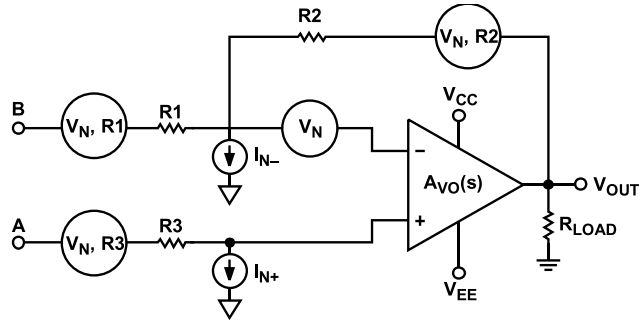 R2
V_N, R2
B
V_N, R1
R1
V_N
V_CC
I_N–
–
A_VO(s)
V_OUT
A
V_N, R3
R3
+
R_LOAD
I_N+
V_EE